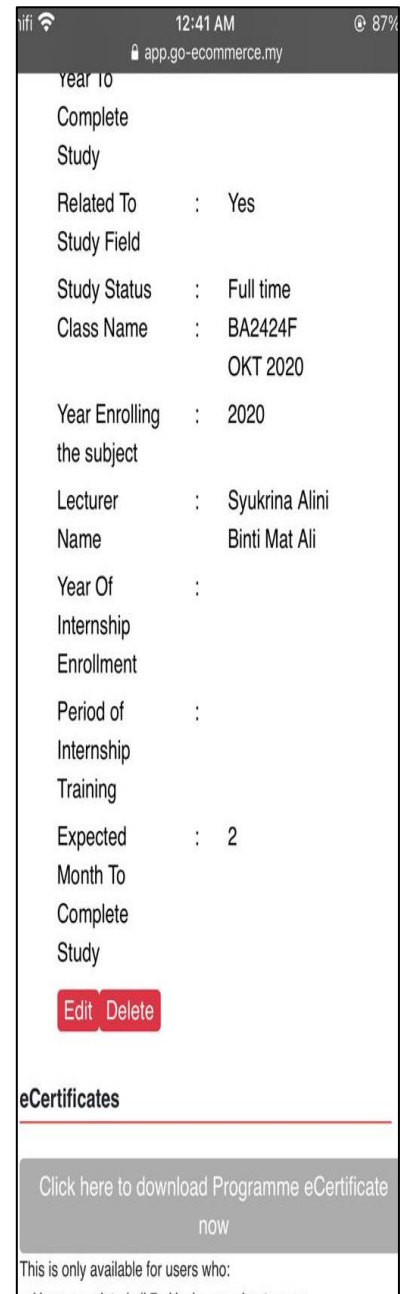 nifi 12:41 AM 87%
app.go-ecommerce.my
Year To
Complete
Study
Related To : Yes
Study Field
Study Status : Full time
Class Name : BA2424F
OKT 2020
Year Enrolling : 2020
the subject
Lecturer : Syukrina Alini
Name Binti Mat Ali
Year Of :
Internship
Enrollment
Period of :
Internship
Training
Expected : 2
Month To
Complete
Study
Edit Delete
eCertificates
Click here to download Programme eCertificate
now
This is only available for users who: